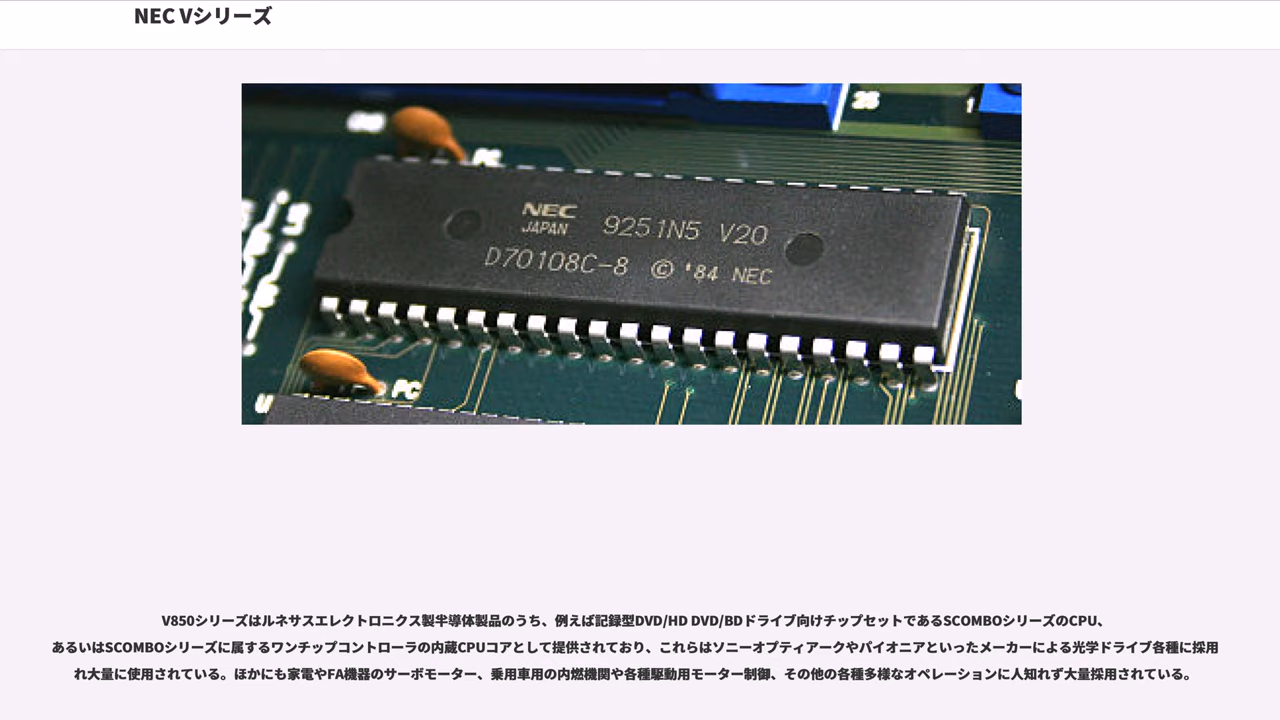 NEC Vシリーズ
26
1
NEC
JAPAN
9251N5 V20
D70108C-8 © '84 NEC
PC
U
V850シリーズはルネサスエレクトロニクス製半導体製品のうち、例えば記録型DVD/HD DVD/BDドライブ向けチップセットであるSCOMBOシリーズのCPU、
あるいはSCOMBOシリーズに属するワンチップコントローラの内蔵CPUコアとして提供されており、これらはソニーオプティアークやパイオニアといったメーカーによる光学ドライブ各種に採用
れ大量に使用されている。ほかにも家電やFA機器のサーボモーター、乗用車用の内燃機関や各種駆動用モーター制御、その他の各種多様なオペレーションに人知れず大量採用されている。